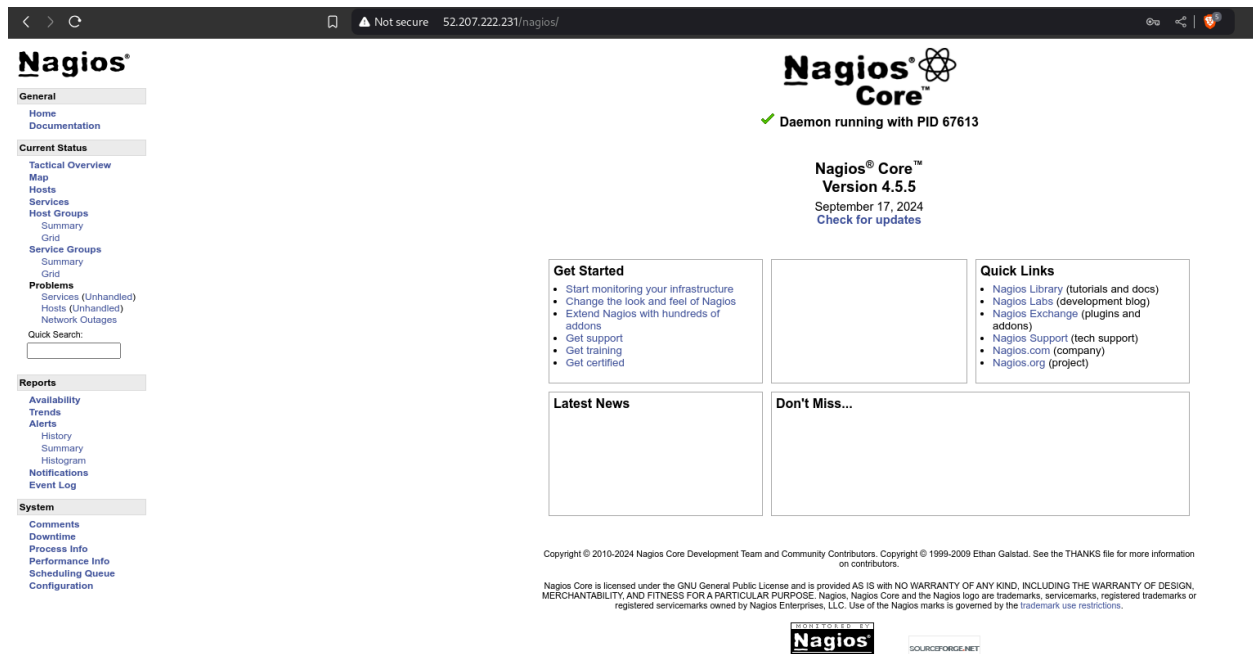 Not secure 52.207.222.231/nagios/
5
Nagios®
General
Home
Documentation
Current Status
Tactical Overview
Map
Hosts
Services
Host Groups
Summary
Grid
Service Groups
Summary
Grid
Problems
Services (Unhandled)
Hosts (Unhandled)
Network Outages
Quick Search:
Reports
Availability
Trends
Alerts
History
Summary
Histogram
Notifications
Event Log
System
Comments
Downtime
Process Info
Performance Info
Scheduling Queue
Configuration
Nagios®
Core™
Daemon running with PID 67613
Nagios® Core™
Version 4.5.5
September 17, 2024
Check for updates
Get Started
• Start monitoring your infrastructure
• Change the look and feel of Nagios
• Extend Nagios with hundreds of
addons
• Get support
• Get training
• Get certified
Quick Links
• Nagios Library (tutorials and docs)
• Nagios Labs (development blog)
• Nagios Exchange (plugins and
addons)
• Nagios Support (tech support)
• Nagios.com (company)
• Nagios.org (project)
Latest News
Don't Miss...
Copyright © 2010-2024 Nagios Core Development Team and Community Contributors. Copyright © 1999-2009 Ethan Galstad. See the THANKS file for more information
on contributors.
Nagios Core is licensed under the GNU General Public License and is provided AS IS with NO WARRANTY OF ANY KIND, INCLUDING THE WARRANTY OF DESIGN,
MERCHANTABILITY, AND FITNESS FOR A PARTICULAR PURPOSE. Nagios, Nagios Core and the Nagios logo are trademarks, servicemarks, registered trademarks or
registered servicemarks owned by Nagios Enterprises, LLC. Use of the Nagios marks is governed by the trademark use restrictions.
MONITORED BY
Nagios®
SOURCEFORGE.NET